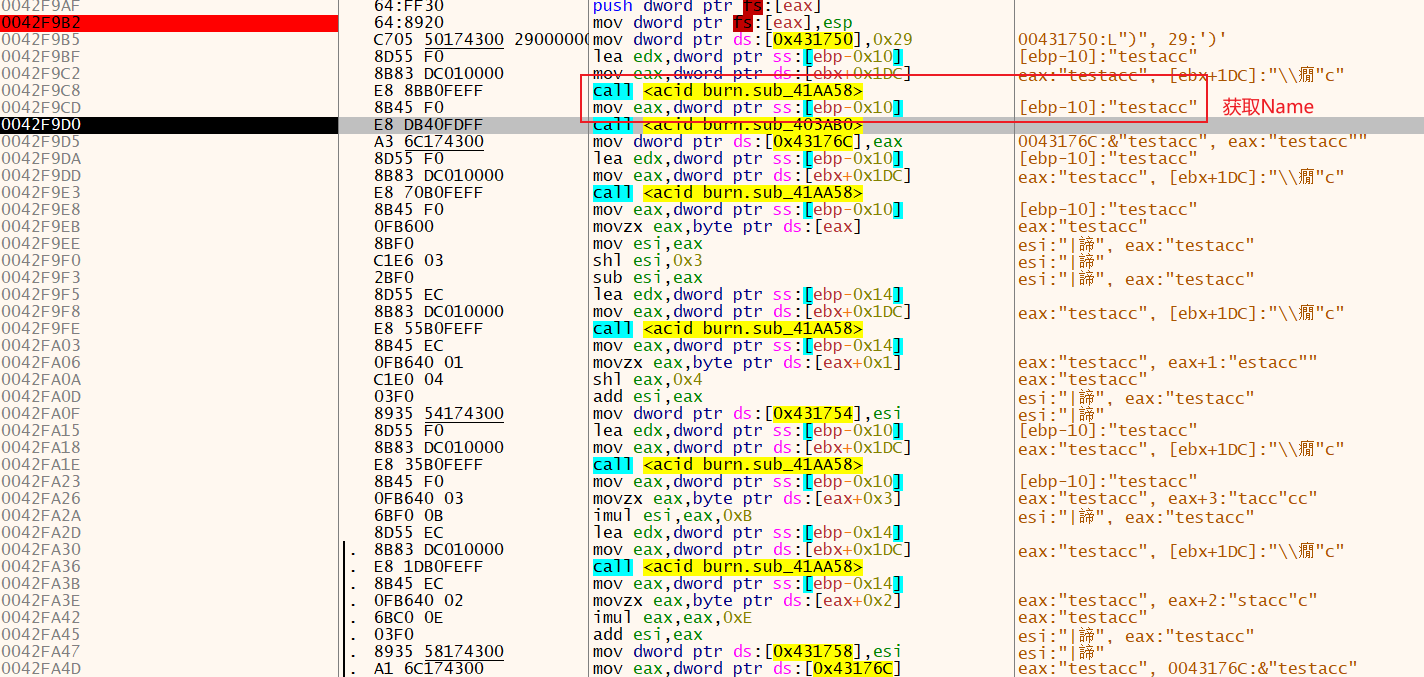 0042F9AF 64:FF30 push dword ptr fs:[eax]
0042F9B2 64:8920 mov dword ptr fs:[eax],esp
0042F9B5 C705 50174300 29000000 mov dword ptr ds:[0x431750],0x29 00431750:L")", 29:')'
0042F9BF 8D55 F0 lea edx,dword ptr ss:[ebp-0x10] [ebp-10]:"testacc"
0042F9C2 8B83 DC010000 mov eax,dword ptr ds:[ebx+0x1DC] eax:"testacc", [ebx+1DC]:"\\癎"c"
0042F9C8 E8 8BB0FEFF call <acid burn.sub_41AA58>
0042F9CD 8B45 F0 mov eax,dword ptr ss:[ebp-0x10] [ebp-10]:"testacc" 获取Name
0042F9D0 E8 DB40FDFF call <acid burn.sub_403AB0>
0042F9D5 A3 6C174300 mov dword ptr ds:[0x43176C],eax 0043176C:&"testacc", eax:"testacc""
0042F9DA 8D55 F0 lea edx,dword ptr ss:[ebp-0x10] [ebp-10]:"testacc"
0042F9DD 8B83 DC010000 mov eax,dword ptr ds:[ebx+0x1DC] eax:"testacc", [ebx+1DC]:"\\癎"c"
0042F9E3 E8 70B0FEFF call <acid burn.sub_41AA58>
0042F9E8 8B45 F0 mov eax,dword ptr ss:[ebp-0x10] [ebp-10]:"testacc"
0042F9EB 0FB600 movzx eax,byte ptr ds:[eax] eax:"testacc"
0042F9EE 8BF0 mov esi,eax esi:"|諦", eax:"testacc"
0042F9F0 C1E6 03 shl esi,0x3 esi:"|諦"
0042F9F3 2BF0 sub esi,eax esi:"|諦", eax:"testacc"
0042F9F5 8D55 EC lea edx,dword ptr ss:[ebp-0x14]
0042F9F8 8B83 DC010000 mov eax,dword ptr ds:[ebx+0x1DC] eax:"testacc", [ebx+1DC]:"\\癎"c"
0042F9FE E8 55B0FEFF call <acid burn.sub_41AA58>
0042FA03 8B45 EC mov eax,dword ptr ss:[ebp-0x14]
0042FA06 0FB640 01 movzx eax,byte ptr ds:[eax+0x1] eax:"testacc", eax+1:"estacc""
0042FA0A C1E0 04 shl eax,0x4 eax:"testacc"
0042FA0D 03F0 add esi,eax esi:"|諦", eax:"testacc"
0042FA0F 8935 54174300 mov dword ptr ds:[0x431754],esi esi:"|諦"
0042FA15 8D55 F0 lea edx,dword ptr ss:[ebp-0x10] [ebp-10]:"testacc"
0042FA18 8B83 DC010000 mov eax,dword ptr ds:[ebx+0x1DC] eax:"testacc", [ebx+1DC]:"\\癎"c"
0042FA1E E8 35B0FEFF call <acid burn.sub_41AA58>
0042FA23 8B45 F0 mov eax,dword ptr ss:[ebp-0x10] [ebp-10]:"testacc"
0042FA26 0FB640 03 movzx eax,byte ptr ds:[eax+0x3] eax:"testacc", eax+3:"tacc"cc"
0042FA2A 6BF0 0B imul esi,eax,0xB esi:"|諦", eax:"testacc"
0042FA2D 8D55 EC lea edx,dword ptr ss:[ebp-0x14]
0042FA30 . 8B83 DC010000 mov eax,dword ptr ds:[ebx+0x1DC] eax:"testacc", [ebx+1DC]:"\\癎"c"
0042FA36 . E8 1DB0FEFF call <acid burn.sub_41AA58>
0042FA3B . 8B45 EC mov eax,dword ptr ss:[ebp-0x14]
0042FA3E . 0FB640 02 movzx eax,byte ptr ds:[eax+0x2] eax:"testacc", eax+2:"stacc"c"
0042FA42 . 6BC0 0E imul eax,eax,0xE eax:"testacc"
0042FA45 . 03F0 add esi,eax esi:"|諦", eax:"testacc"
0042FA47 . 8935 58174300 mov dword ptr ds:[0x431758],esi esi:"|諦"
0042FA4D . A1 6C174300 mov eax,dword ptr ds:[0x43176C] eax:"testacc", 0043176C:&"testacc"